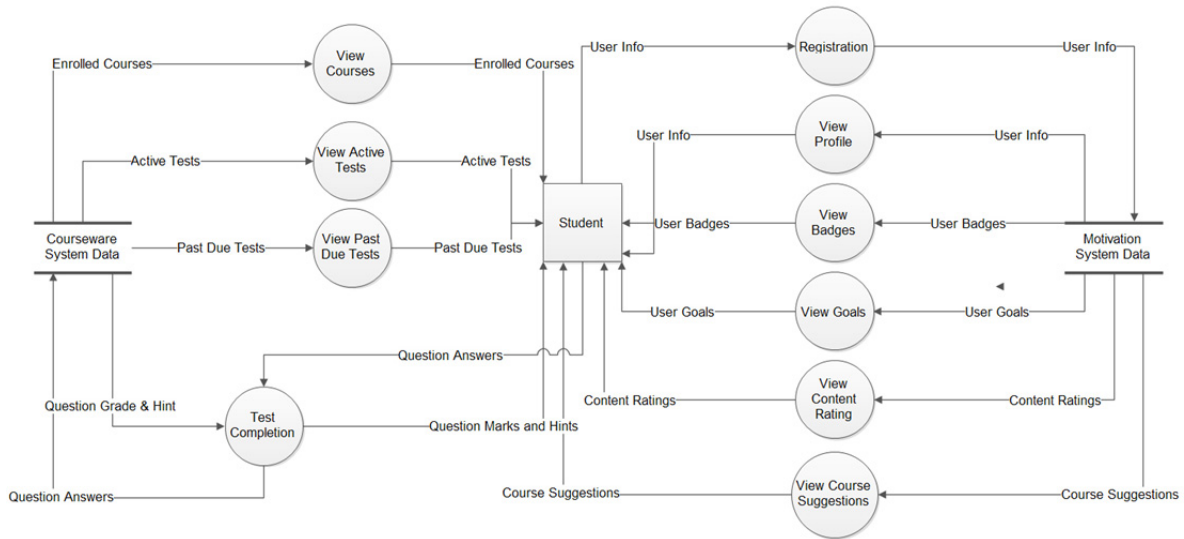 User Info
Registration
User Info
Enrolled Courses
View
Courses
Enrolled Courses
User Info
View
Profile
User Info
Active Tests
View Active
Tests
Active Tests
Student
User Badges
View
Badges
User Badges
Courseware
System Data
Past Due Tests
View Past
Due Tests
Past Due Tests
Motivation
System Data
User Goals
View Goals
User Goals
Question Answers
Content Ratings
View
Content
Rating
Content Ratings
Question Grade & Hint
Test
Completion
Question Marks and Hints
Question Answers
Course Suggestions
View Course
Suggestions
Course Suggestions